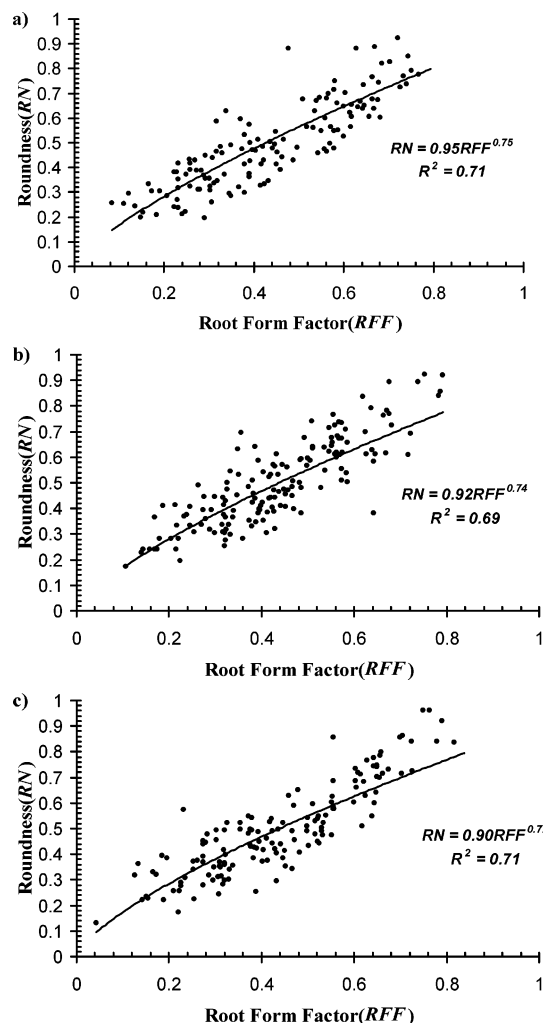 a)
1
0.9
0.8
0.7
0.6
0.5
0.4
0.3
0.2
0.1
0
Roundness(RN)
RN = 0.95RFF^0.75
R² = 0.71
0 0.2 0.4 0.6 0.8 1
Root Form Factor(RFF)
b)
1
0.9
0.8
0.7
0.6
0.5
0.4
0.3
0.2
0.1
0
Roundness(RN)
RN = 0.92RFF^0.74
R² = 0.69
0 0.2 0.4 0.6 0.8 1
Root Form Factor(RFF)
c)
1
0.9
0.8
0.7
0.6
0.5
0.4
0.3
0.2
0.1
0
Roundness(RN)
RN = 0.90RFF
R² = 0.71
0 0.2 0.4 0.6 0.8 1
Root Form Factor(RFF)